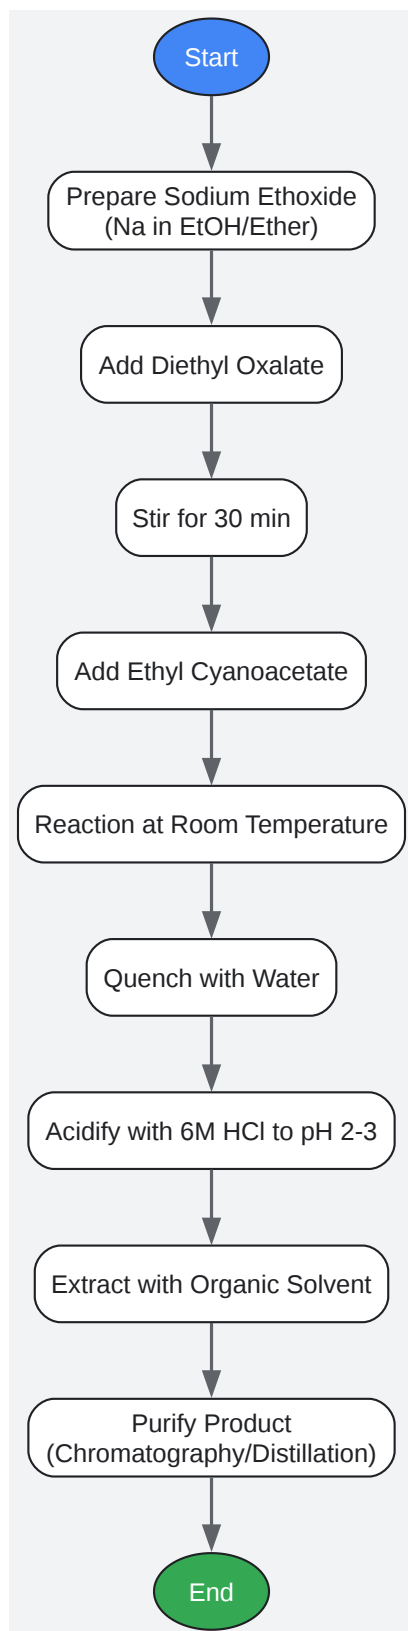 Start
Prepare Sodium Ethoxide
(Na in EtOH/Ether)
Add Diethyl Oxalate
Stir for 30 min
Add Ethyl Cyanoacetate
Reaction at Room Temperature
Quench with Water
Acidify with 6M HCl to pH 2-3
Extract with Organic Solvent
Purify Product
(Chromatography/Distillation)
End